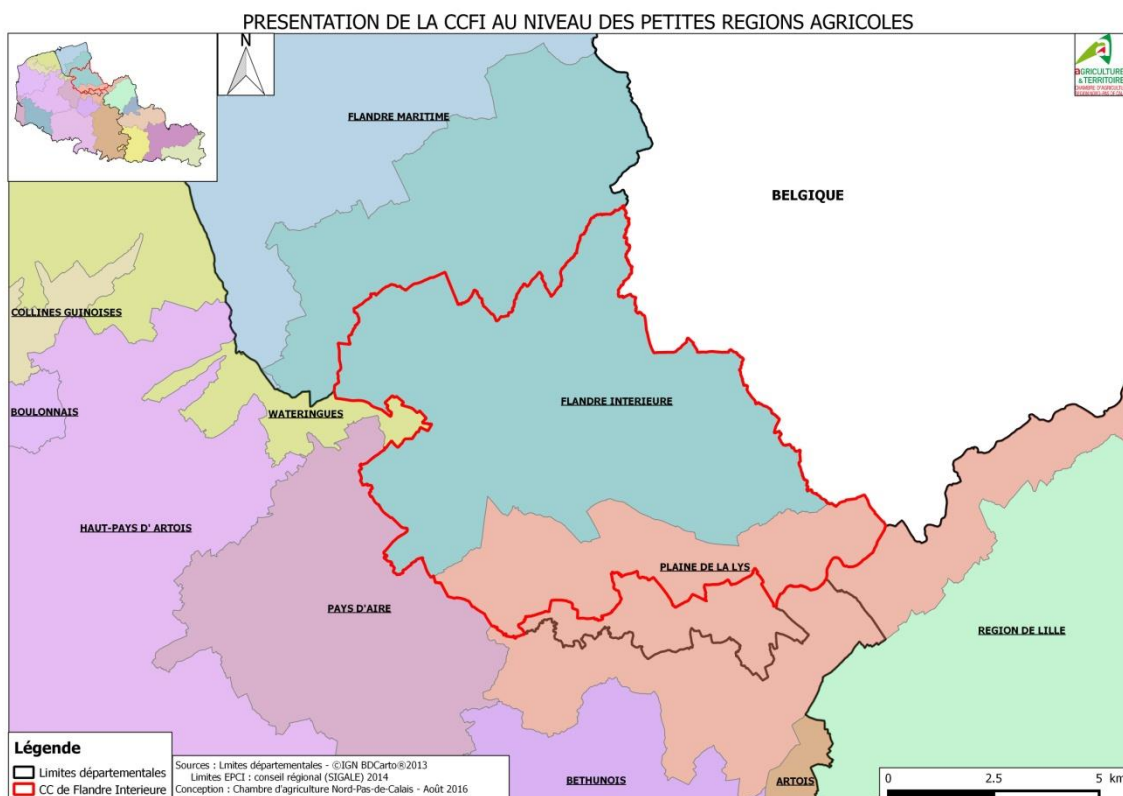 PRESENTATION DE LA CCFI AU NIVEAU DES PETITES REGIONS AGRICOLES
N
AGRICULTURE
& TERRITOIRES
FLANDRE MARITIME
BELGIQUE
COLLINES GUINOISES
BOULONNAIS
WATERINGUES
FLANDRE INTERIEURE
HAUT-PAYS D' ARTOIS
PLAINE DE LA LYS
PAYS D'AIRE
REGION DE LILLE
BETHUNOIS
ARTOIS
Légende
Limites départementales
CC de Flandre Interieure
Sources : Limites départementales - ©IGN BDCarto®2013
Limites EPCI : conseil régional (SIGALE) 2014
Conception : Chambre d'agriculture Nord-Pas-de-Calais - Août 2016
0 2.5 5 km